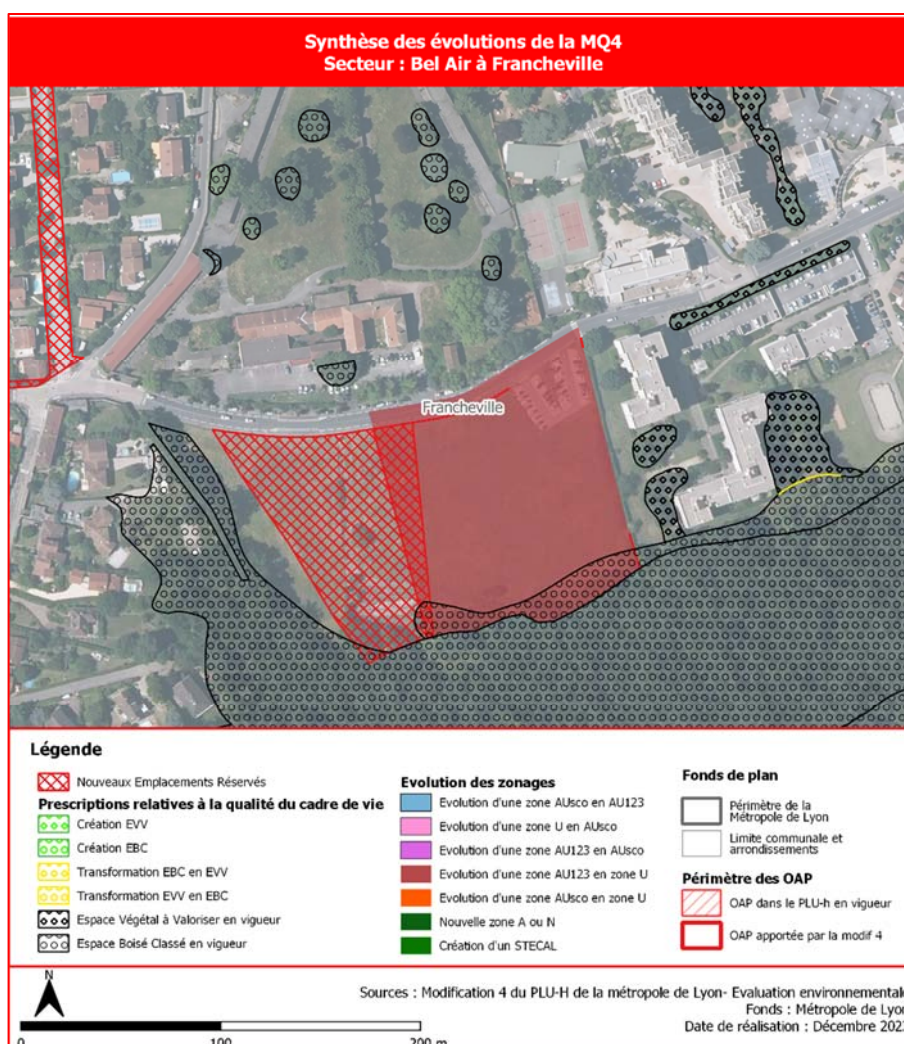 Synthèse des évolutions de la MQ4
Secteur : Bel Air à Francheville
Francheville
Légende
Nouveaux Emplacements Réservés
Prescriptions relatives à la qualité du cadre de vie
Création EVV
Création EBC
Transformation EBC en EVV
Transformation EVV en EBC
Espace Végétal à Valoriser en vigueur
Espace Boisé Classé en vigueur
Evolution des zonages
Evolution d'une zone AUsco en AU123
Evolution d'une zone U en AUsco
Evolution d'une zone AU123 en AUsco
Evolution d'une zone AU123 en zone U
Evolution d'une zone AUsco en zone U
Nouvelle zone A ou N
Création d'un STECAL
Fonds de plan
Périmètre de la
Métropole de Lyon
Limite communale et
arrondissements
Périmètre des OAP
OAP dans le PLU-h en vigueur
OAP apportée par la modif 4
N
0 100 200 m
Sources : Modification 4 du PLU-H de la métropole de Lyon- Evaluation environnementale
Fonds : Métropole de Lyon
Date de réalisation : Décembre 2023